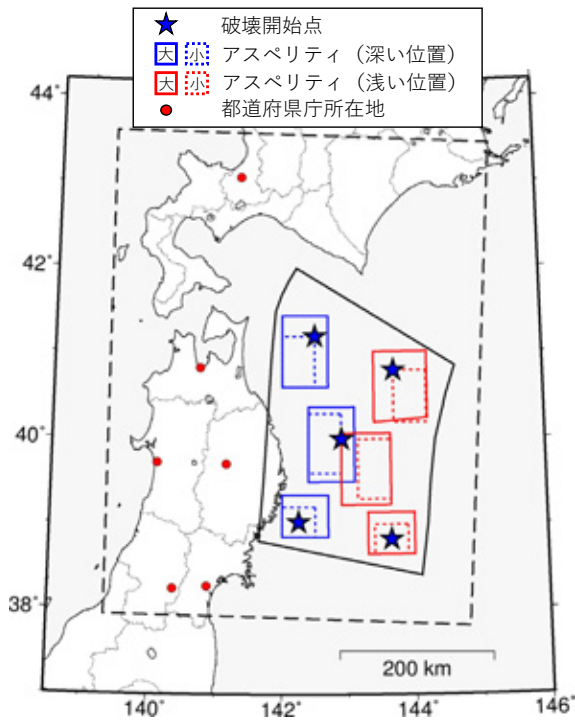 破壊開始点
大 小 アスペリティ（深い位置）
大 小 アスペリティ（浅い位置）
都道府県庁所在地
44°
42°
40°
38°
200 km
140° 142° 144° 146°